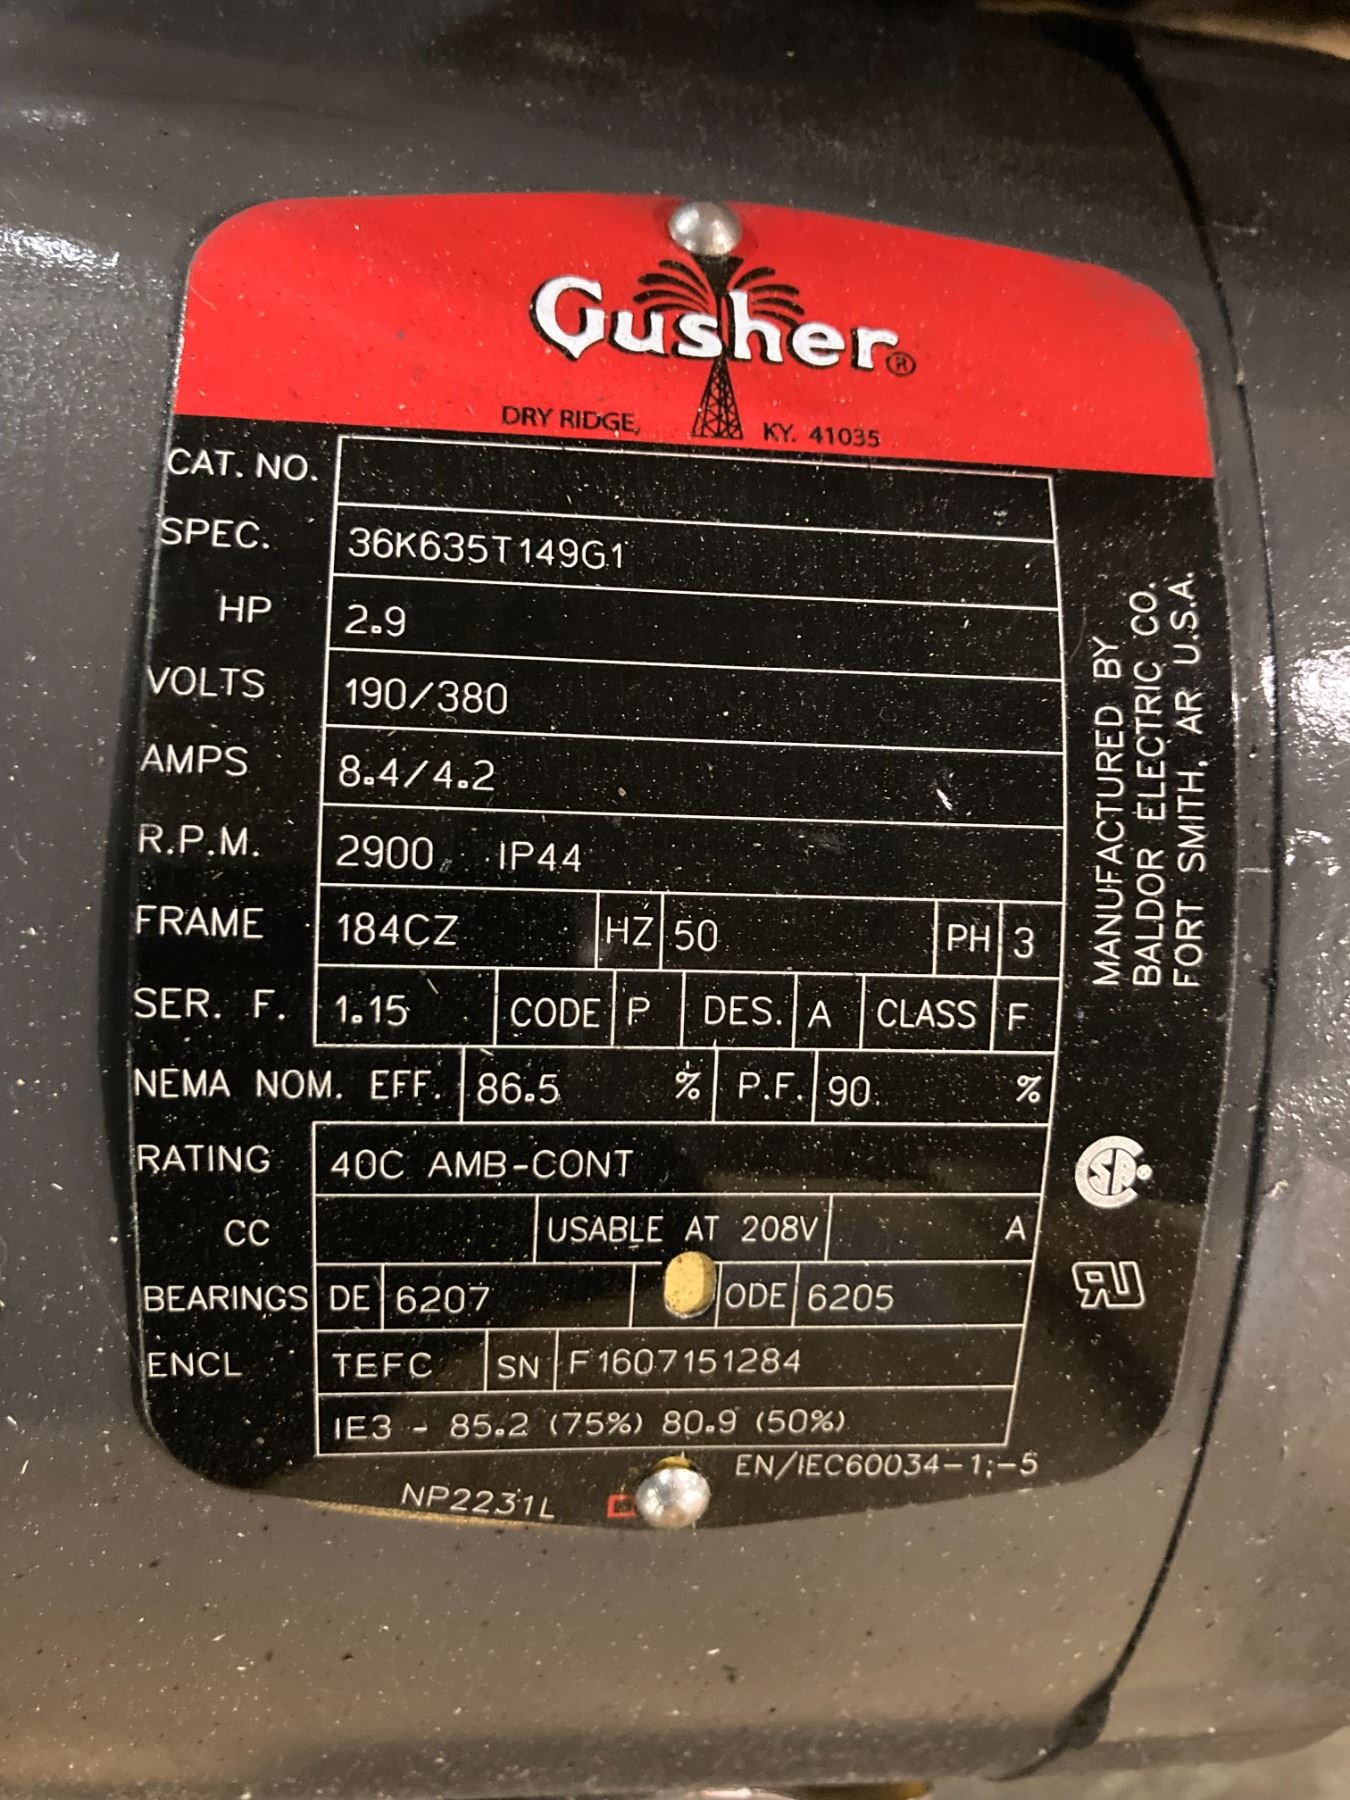 Gusher®
DRY RIDGE, KY. 41035
CAT. NO.
SPEC. 36K635T149G1
HP 2.9
VOLTS 190/380
AMPS 8.4/4.2
R.P.M. 2900 IP44
FRAME 184CZ HZ 50 PH 3
SER. F. 1.15 CODE P DES. A CLASS F
NEMA NOM. EFF. 86.5 % P.F. 90 %
RATING 40C AMB-CONT
CC USABLE AT 208V A
BEARINGS DE 6207 ODE 6205
ENCL TEFC SN F1607151284
IE3 - 85.2 (75%) 80.9 (50%)
EN/IEC60034-1;-5
NP2231L
MANUFACTURED BY
BALDOR ELECTRIC CO.
FORT SMITH, AR U.S.A.